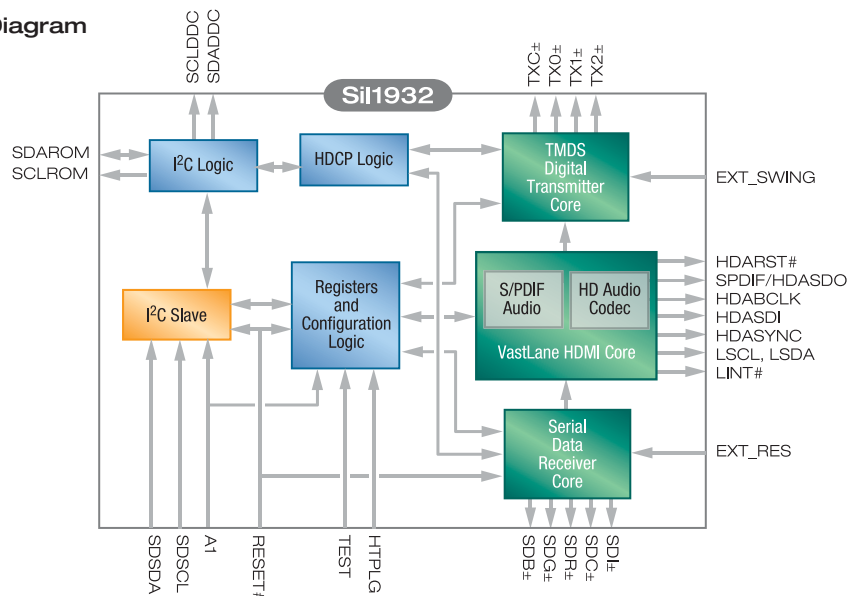 Diagram
SCLDDC
SDADDC
TXC±
TX0±
TX1±
TX2±
SiI1932
SDAROM
SCLROM
I²C Logic
HDCP Logic
TMDS
Digital
Transmitter
Core
EXT_SWING
I²C Slave
Registers
and
Configuration
Logic
S/PDIF
Audio
HD Audio
Codec
VastLane HDMI Core
HDARST#
SPDIF/HDASDO
HDABCLK
HDASDI
HDASYNC
LSCL, LSDA
LINT#
Serial
Data
Receiver
Core
EXT_RES
SDSDA
SDSCL
A1
RESET#
TEST
HTPLG
SDB±
SDG±
SDR±
SDC±
SDI±